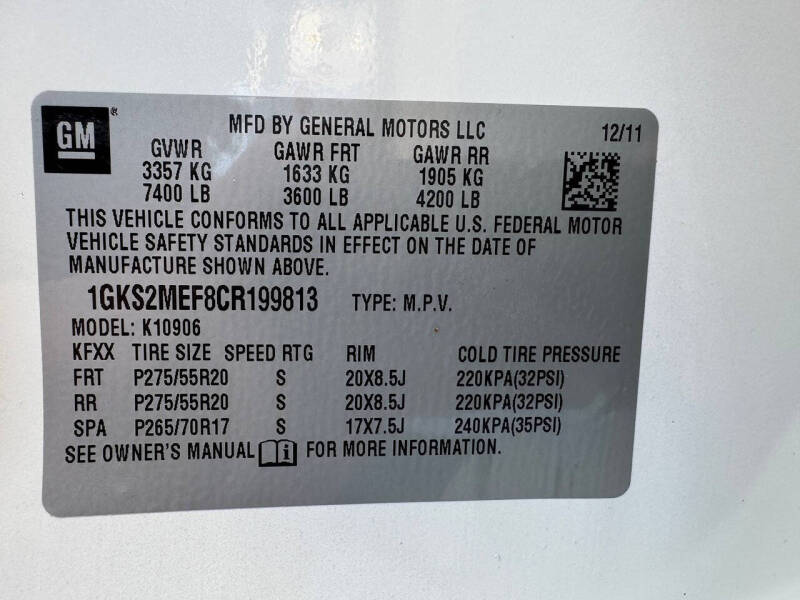 GM®
MFD BY GENERAL MOTORS LLC 12/11
GVWR GAWR FRT GAWR RR
3357 KG 1633 KG 1905 KG
7400 LB 3600 LB 4200 LB
THIS VEHICLE CONFORMS TO ALL APPLICABLE U.S. FEDERAL MOTOR
VEHICLE SAFETY STANDARDS IN EFFECT ON THE DATE OF
MANUFACTURE SHOWN ABOVE.
1GKS2MEF8CR199813 TYPE: M.P.V.
MODEL: K10906
KFXX TIRE SIZE SPEED RTG RIM COLD TIRE PRESSURE
FRT P275/55R20 S 20X8.5J 220KPA(32PSI)
RR P275/55R20 S 20X8.5J 220KPA(32PSI)
SPA P265/70R17 S 17X7.5J 240KPA(35PSI)
SEE OWNER'S MANUAL i FOR MORE INFORMATION.